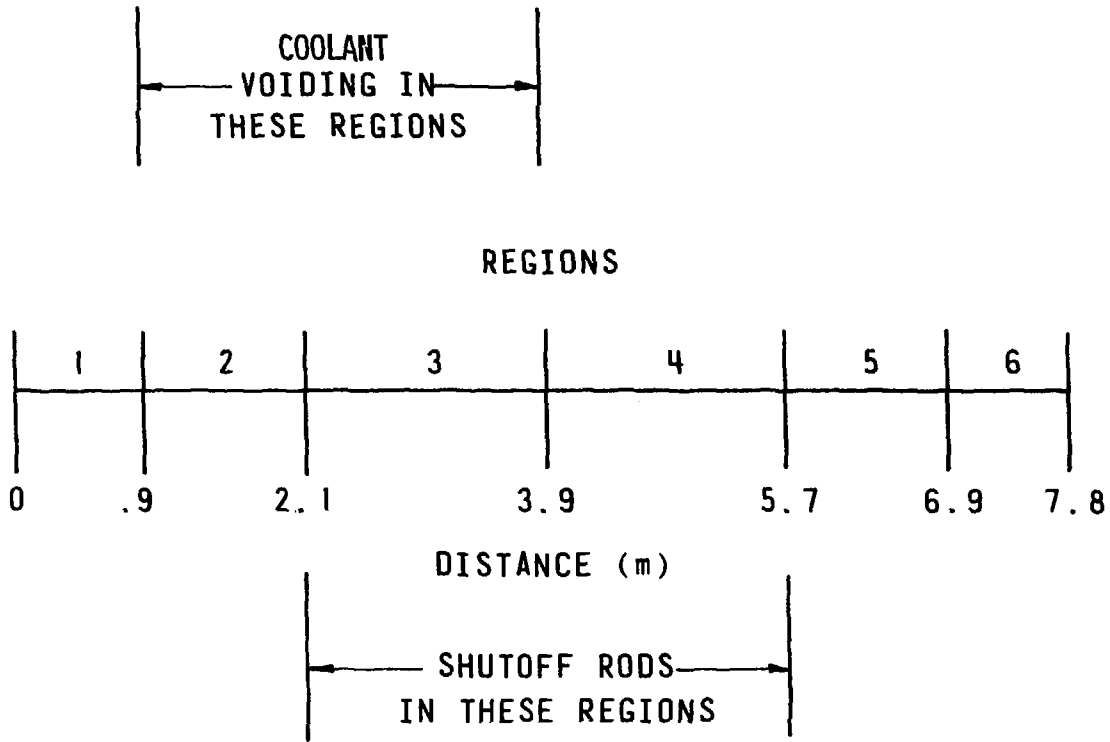 COOLANT
VOIDING IN
THESE REGIONS
REGIONS
1 2 3 4 5 6
0 .9 2.1 3.9 5.7 6.9 7.8
DISTANCE (m)
SHUTOFF RODS
IN THESE REGIONS